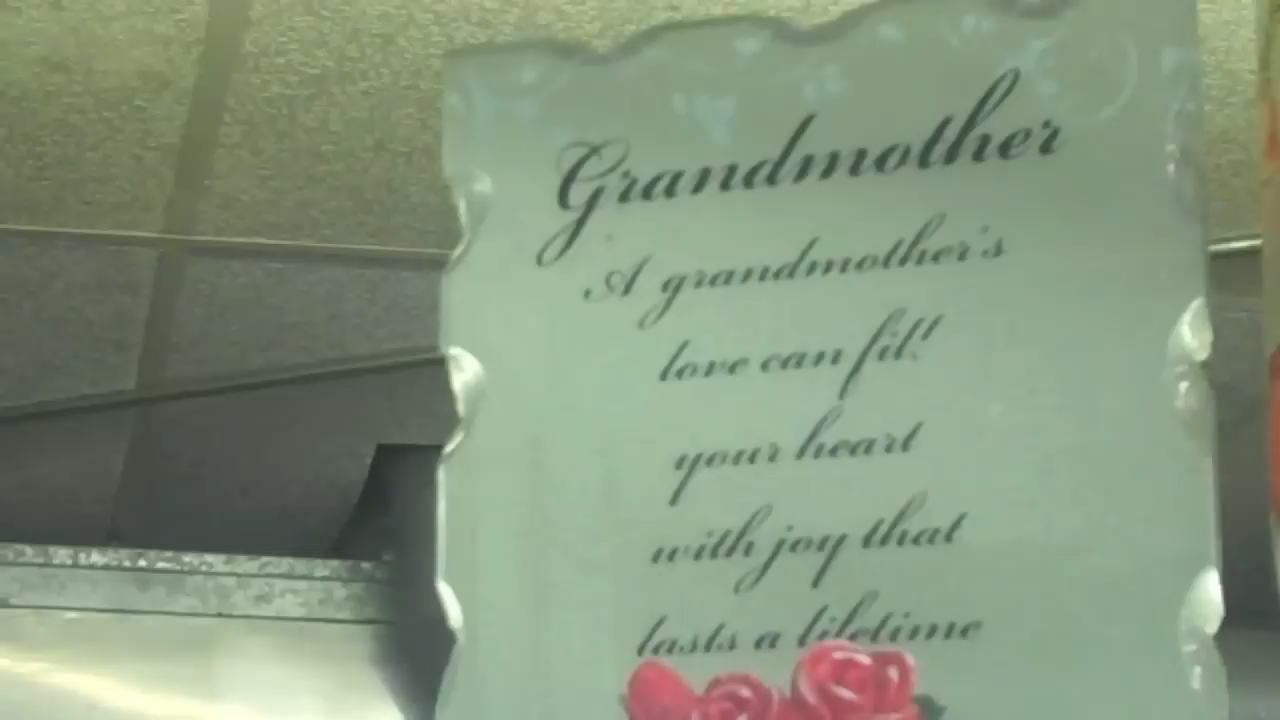 Grandmother
A grandmother's
love can fill
your heart
with joy that
lasts a lifetime